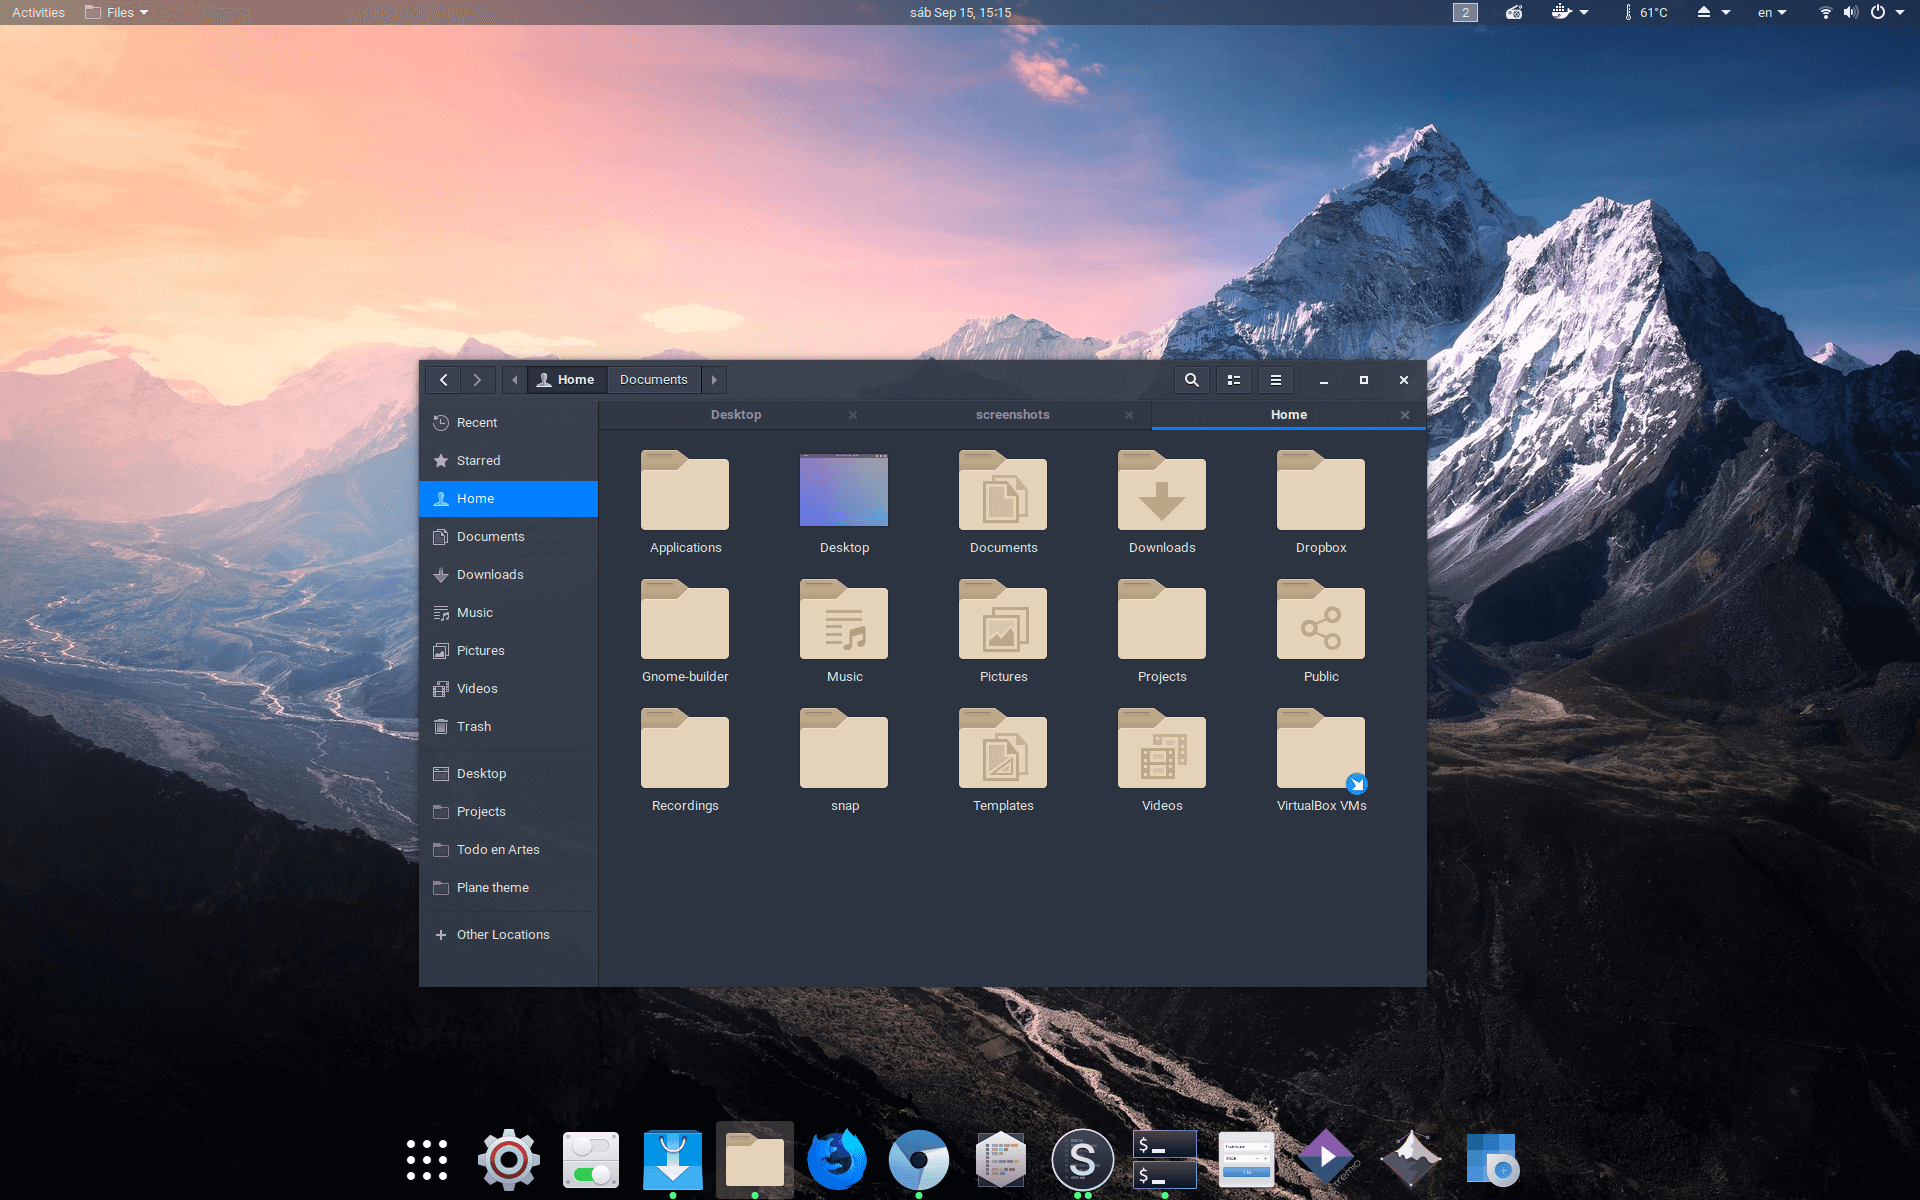 Activities
Files
sáb Sep 15, 15:15
2
61°C
en
Home
Documents
Desktop
screenshots
Home
Recent
Starred
Home
Documents
Downloads
Music
Pictures
Videos
Trash
Desktop
Projects
Todo en Artes
Plane theme
Other Locations
Applications
Desktop
Documents
Downloads
Dropbox
Gnome-builder
Music
Pictures
Projects
Public
Recordings
snap
Templates
Videos
VirtualBox VMs
S
$ _
$ _